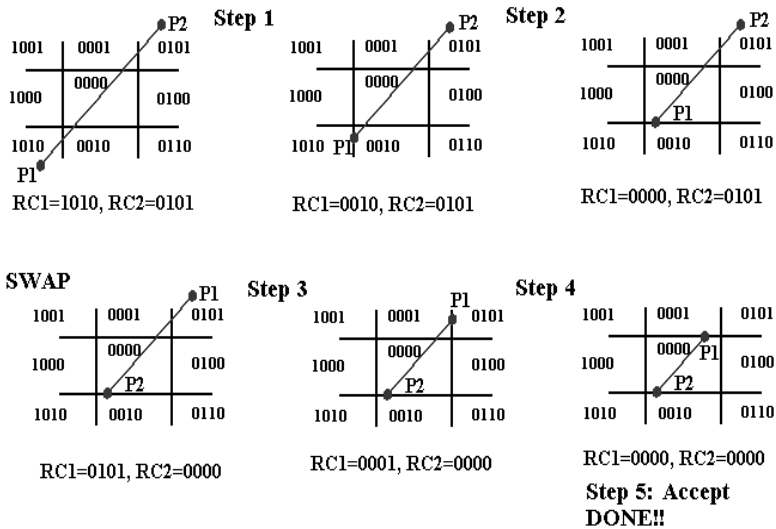 P2
1001 0001 0101
0000
1000 0100
1010 0010 0110
P1
RC1=1010, RC2=0101
Step 1
P2
1001 0001 0101
0000
1000 0100
1010 P1 0010 0110
RC1=0010, RC2=0101
Step 2
P2
1001 0001 0101
0000
1000 0100
P1
1010 0010 0110
RC1=0000, RC2=0101
SWAP
P1
1001 0001 0101
0000
1000 0100
P2
1010 0010 0110
RC1=0101, RC2=0000
Step 3
P1
1001 0001 0101
0000
1000 0100
P2
1010 0010 0110
RC1=0001, RC2=0000
Step 4
1001 0001 0101
0000 P1
1000 0100
P2
1010 0010 0110
RC1=0000, RC2=0000
Step 5: Accept
DONE!!